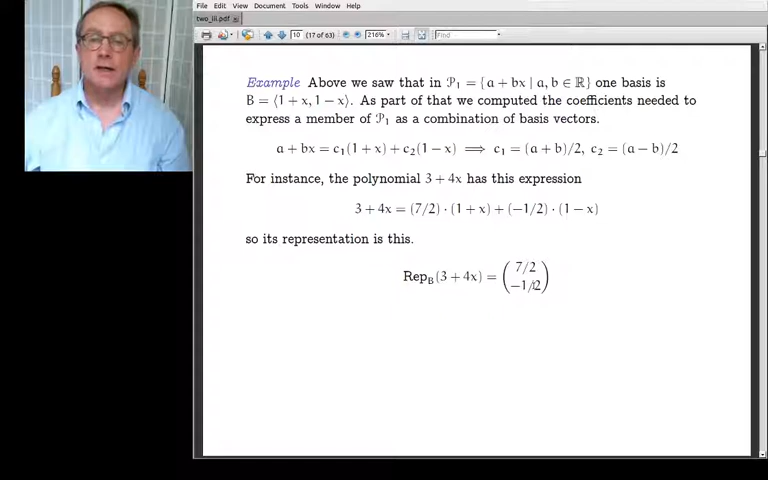 File Edit View Document Tools Window Help
two_iii.pdf
10 (17 of 63) 216% Find
Example Above we saw that in 𝒫₁ = {a + bx | a, b ∈ ℝ} one basis is
B = ⟨1 + x, 1 − x⟩. As part of that we computed the coefficients needed to
express a member of 𝒫₁ as a combination of basis vectors.
a + bx = c₁(1 + x) + c₂(1 − x) ⟹ c₁ = (a + b)/2, c₂ = (a − b)/2
For instance, the polynomial 3 + 4x has this expression
3 + 4x = (7/2) · (1 + x) + (−1/2) · (1 − x)
so its representation is this.
Rep_B(3 + 4x) = (7/2
−1/2)